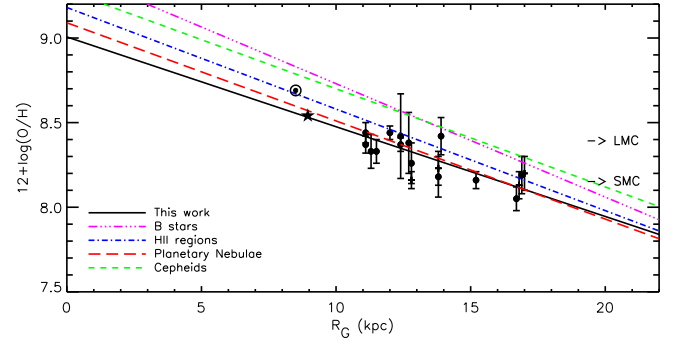 9.0
8.5
8.0
7.5
12+log(O/H)
-> LMC
-> SMC
This work
B stars
HII regions
Planetary Nebulae
Cepheids
0 5 10 15 20
R_G (kpc)